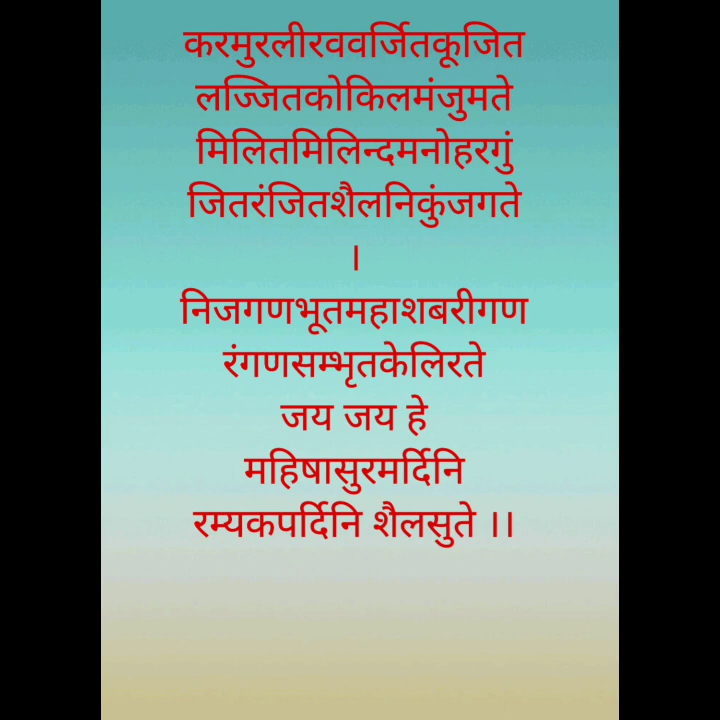 करमुरलीरववर्जितकूजित
लज्जितकोकिलमंजुमते
मिलितमिलिन्दमनोहरगुं
जितरंजितशैलनिकुंजगते
।
निजगणभूतमहाशबरीगण
रंगणसम्भृतकेलिरते
जय जय हे
महिषासुरमर्दिनि
रम्यकपर्दिनि शैलसुते ।।